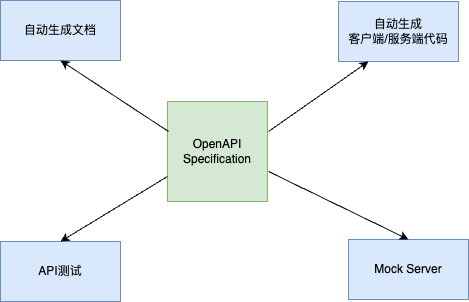 自动生成文档
自动生成
客户端/服务端代码
OpenAPI
Specification
API测试
Mock Server